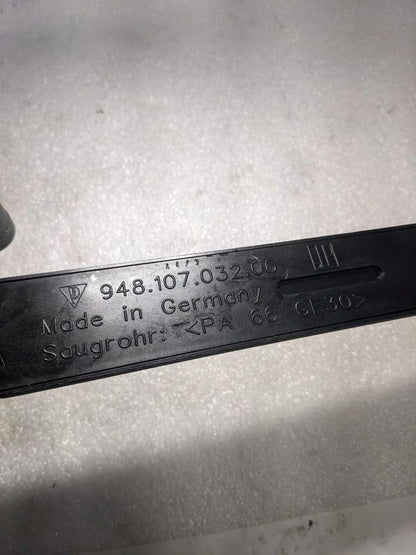 948.107.032.06
Made in Germany
Saugrohr: <PA 66 GF30>